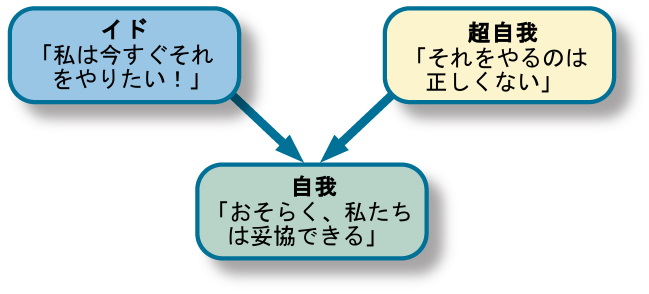 イド
「私は今すぐそれ
をやりたい！」
超自我
「それをやるのは
正しくない」
自我
「おそらく、私たち
は妥協できる」